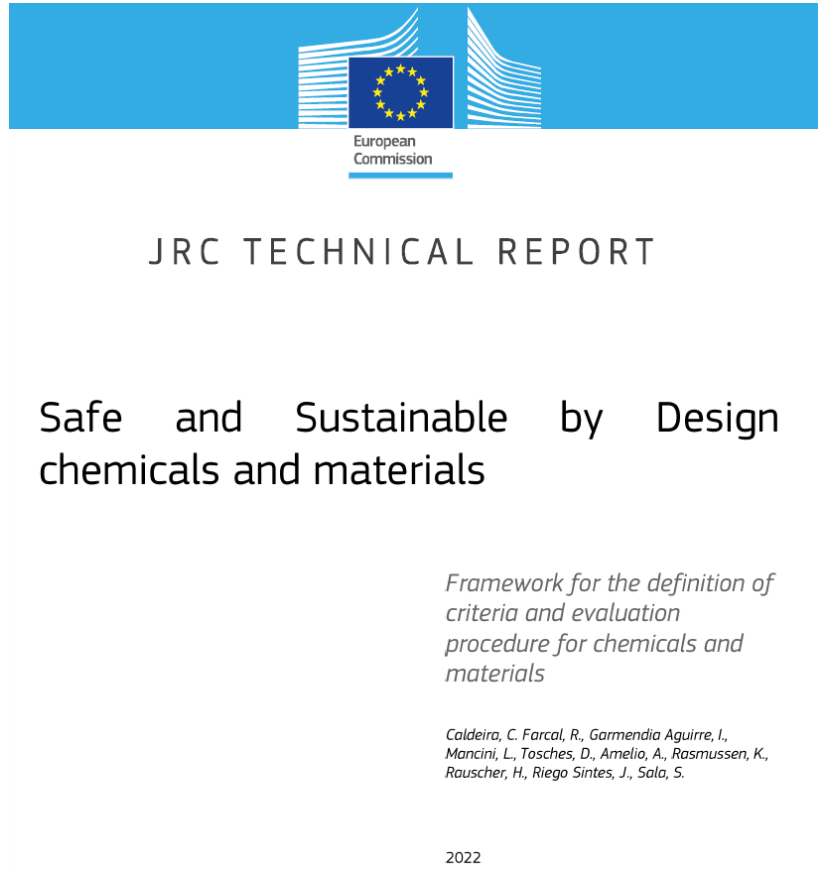 European
Commission
JRC TECHNICAL REPORT
Safe and Sustainable by Design
chemicals and materials
Framework for the definition of
criteria and evaluation
procedure for chemicals and
materials
Caldeira, C. Farcal, R., Garmendia Aguirre, I.,
Mancini, L., Tosches, D., Amelio, A., Rasmussen, K.,
Rauscher, H., Riego Sintes, J., Sala, S.
2022